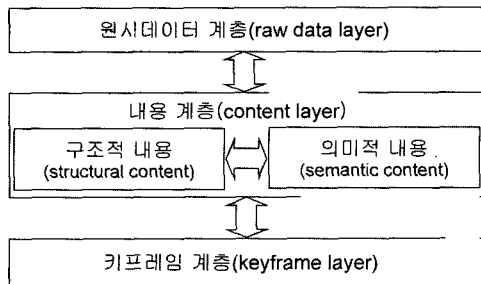 원시데이터 계층(raw data layer)
내용 계층(content layer)
구조적 내용
(structural content)
의미적 내용
(semantic content)
키프레임 계층(keyframe layer)